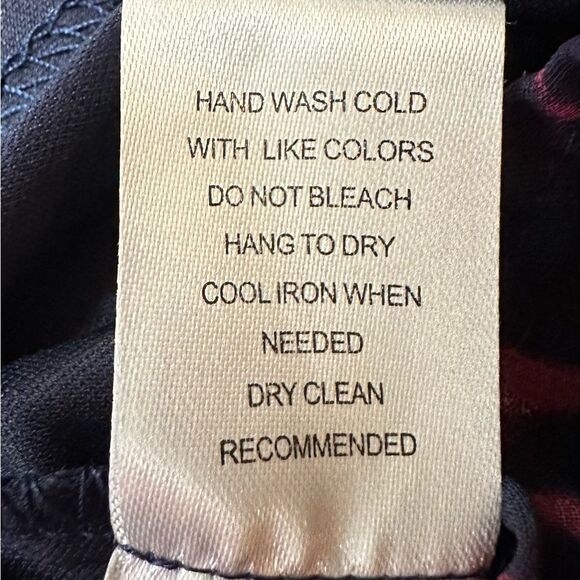 HAND WASH COLD
WITH LIKE COLORS
DO NOT BLEACH
HANG TO DRY
COOL IRON WHEN
NEEDED
DRY CLEAN
RECOMMENDED